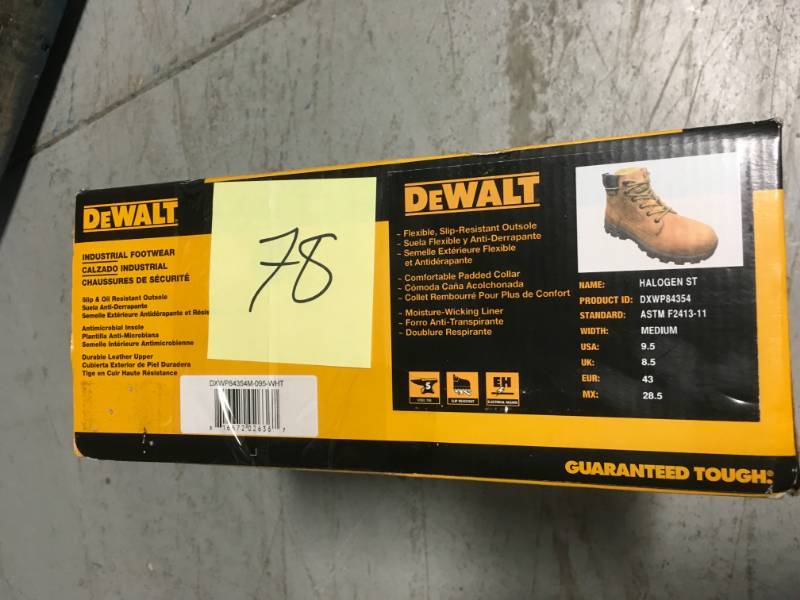 DEWALT
INDUSTRIAL FOOTWEAR
CALZADO INDUSTRIAL
CHAUSSURES DE SÉCURITÉ
Slip & Oil Resistant Outsole
Suela Anti-Derrapante
Semelle Extérieure Antidérapante et
Antimicrobial Insole
Plantilla Anti-Microbiana
Semelle Intérieure Antimicrobienne
Durable Leather Upper
Cubierta Exterior de Piel Duradera
Tige en Cuir Haute Résistance
78
DXWP84354M-095-WHT
DEWALT
- Flexible, Slip-Resistant Outsole
- Suela Flexible y Anti-Derrapante
- Semelle Extérieure Flexible
et Antidérapante
- Comfortable Padded Collar
- Cómoda Caña Acolchonada
- Collet Rembourré Pour Plus de Confort
- Moisture-Wicking Liner
- Forro Anti-Transpirante
- Doublure Respirante
EH
NAME: HALOGEN ST
PRODUCT ID: DXWP84354
STANDARD: ASTM F2413-11
WIDTH: MEDIUM
USA: 9.5
UK: 8.5
EUR: 43
MX: 28.5
GUARANTEED TOUGH.